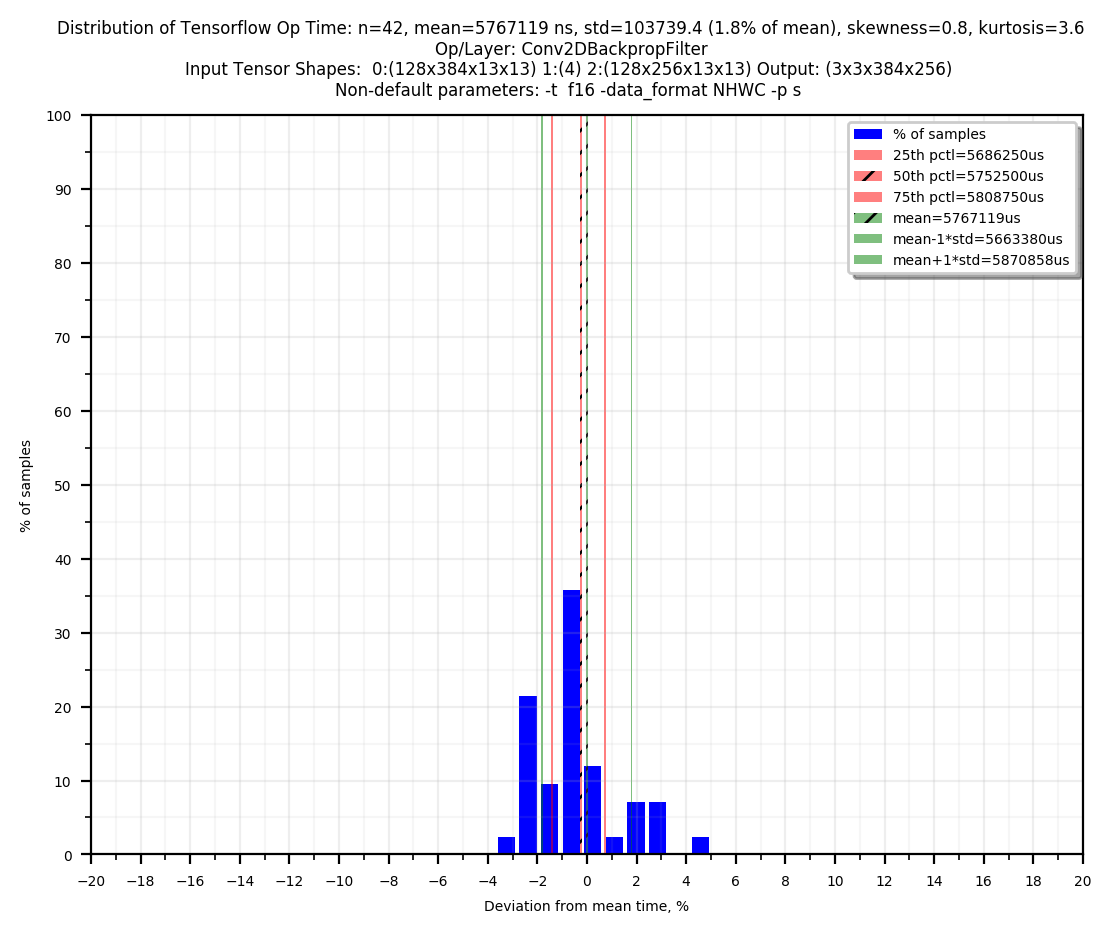 Distribution of Tensorflow Op Time: n=42, mean=5767119 ns, std=103739.4 (1.8% of mean), skewness=0.8, kurtosis=3.6
Op/Layer: Conv2DBackpropFilter
Input Tensor Shapes:  0:(128x384x13x13) 1:(4) 2:(128x256x13x13) Output: (3x3x384x256)
Non-default parameters: -t  f16 -data_format NHWC -p s
% of samples
25th pctl=5686250us
50th pctl=5752500us
75th pctl=5808750us
mean=5767119us
mean-1*std=5663380us
mean+1*std=5870858us
100
90
80
70
60
50
40
30
20
10
0
% of samples
−20 −18 −16 −14 −12 −10 −8 −6 −4 −2 0 2 4 6 8 10 12 14 16 18 20
Deviation from mean time, %